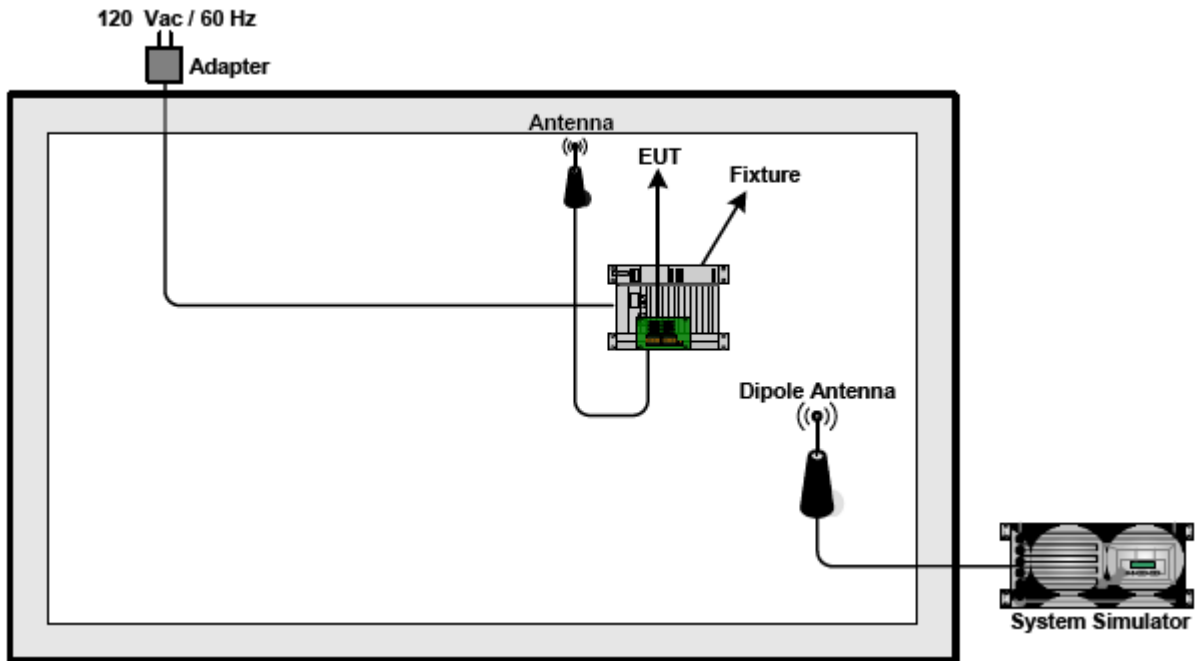 120 Vac / 60 Hz
Adapter
Antenna
EUT
Fixture
Dipole Antenna
System Simulator